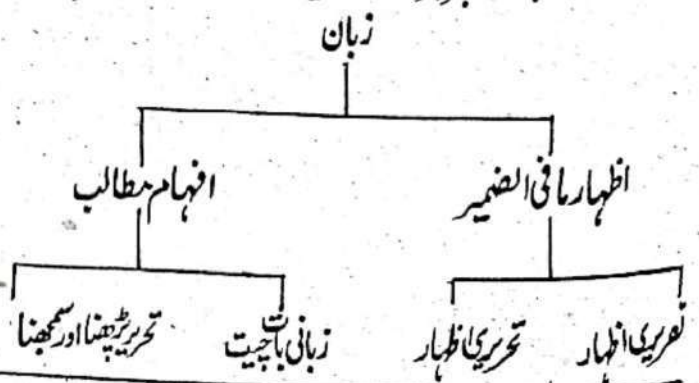 زبان
اظہار مافی الضمیر افہام مطالب
تقریری اظہار تحریری اظہار زبانی بات چیت تحریر پڑھنا اور سمجھنا